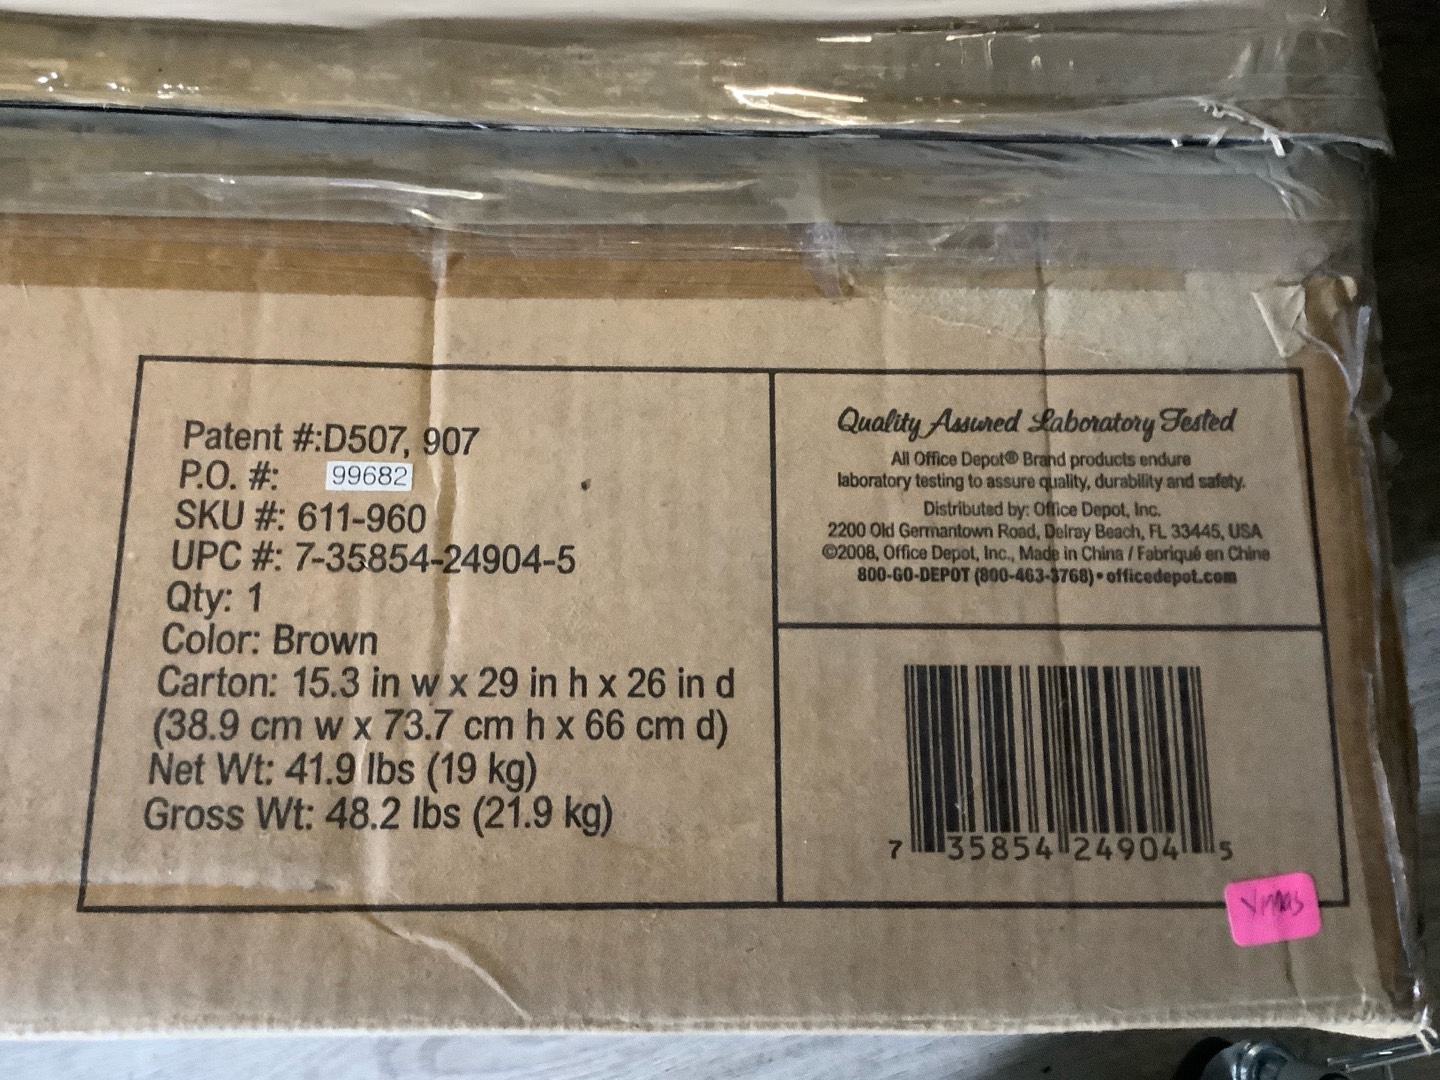 Patent #:D507, 907
P.O. #: 99682
SKU #: 611-960
UPC #: 7-35854-24904-5
Qty: 1
Color: Brown
Carton: 15.3 in w x 29 in h x 26 in d
(38.9 cm w x 73.7 cm h x 66 cm d)
Net Wt: 41.9 lbs (19 kg)
Gross Wt: 48.2 lbs (21.9 kg)
Quality Assured Laboratory Tested
All Office Depot® Brand products endure
laboratory testing to assure quality, durability and safety.
Distributed by: Office Depot, Inc.
2200 Old Germantown Road, Delray Beach, FL 33445, USA
©2008, Office Depot, Inc., Made in China / Fabriqué en Chine
800-GO-DEPOT (800-463-3768) • officedepot.com
7 35854 24904 5
Xmas